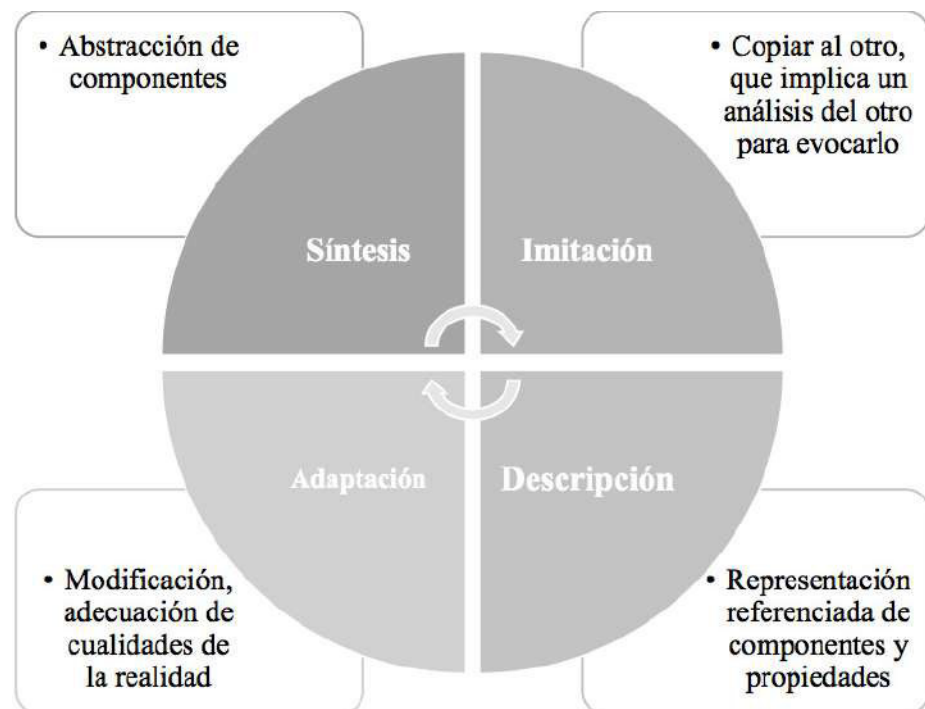 • Abstracción de
componentes
• Copiar al otro,
que implica un
análisis del otro
para evocarlo
Síntesis
Imitación
Adaptación
Descripción
• Modificación,
adecuación de
cualidades de
la realidad
• Representación
referenciada de
componentes y
propiedades